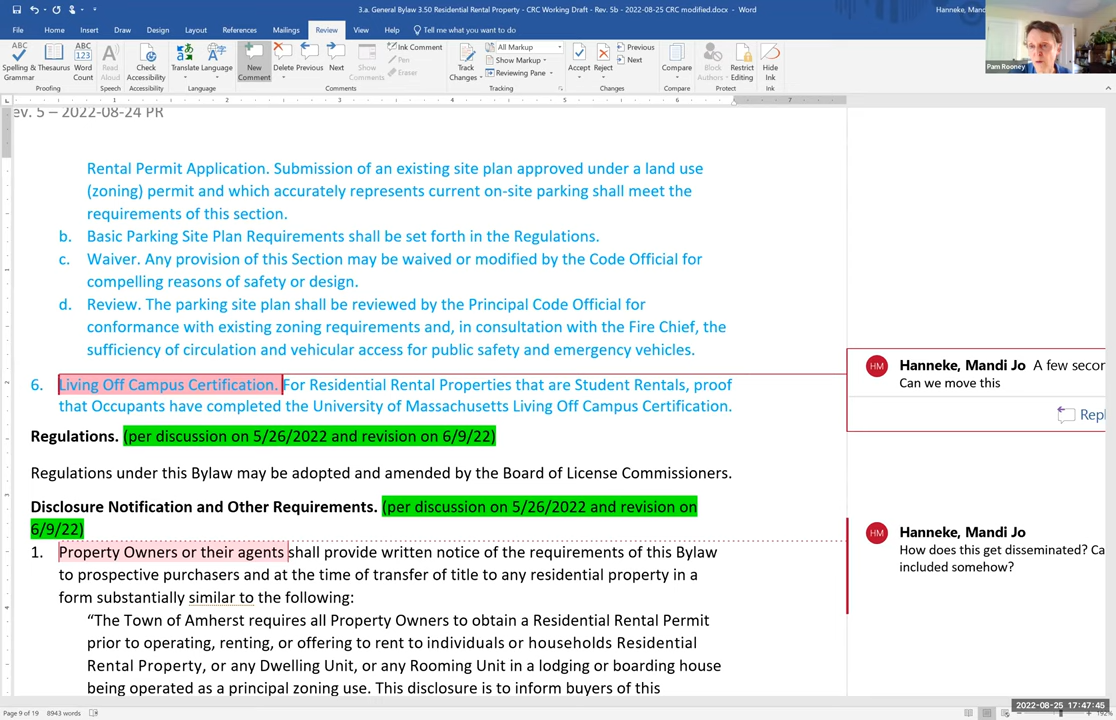 3.a. General Bylaw 3.50 Residential Rental Property - CRC Working Draft - Rev. 5b - 2022-08-25 CRC modified.docx - Word
Hanneke, Mand
File Home Insert Draw Design Layout References Mailings Review View Help Tell me what you want to do
ABC Spelling & Grammar
Thesaurus
ABC 123 Word Count
Read Aloud
Check Accessibility
Translate
Language
New Comment
Delete
Previous
Next
Show Comments
Ink Comment
Pen
Eraser
Track Changes
All Markup
Show Markup
Reviewing Pane
Accept
Reject
Previous
Next
Compare
Block Authors
Restrict Editing
Hide Ink
Proofing Speech Accessibility Language Comments Tracking Changes Compare Protect Ink
Pam Rooney
ev. 5 – 2022-08-24 PR
Rental Permit Application. Submission of an existing site plan approved under a land use
(zoning) permit and which accurately represents current on-site parking shall meet the
requirements of this section.
b. Basic Parking Site Plan Requirements shall be set forth in the Regulations.
c. Waiver. Any provision of this Section may be waived or modified by the Code Official for
compelling reasons of safety or design.
d. Review. The parking site plan shall be reviewed by the Principal Code Official for
conformance with existing zoning requirements and, in consultation with the Fire Chief, the
sufficiency of circulation and vehicular access for public safety and emergency vehicles.
6. Living Off Campus Certification. For Residential Rental Properties that are Student Rentals, proof
that Occupants have completed the University of Massachusetts Living Off Campus Certification.
Regulations. (per discussion on 5/26/2022 and revision on 6/9/22)
Regulations under this Bylaw may be adopted and amended by the Board of License Commissioners.
Disclosure Notification and Other Requirements. (per discussion on 5/26/2022 and revision on
6/9/22)
1. Property Owners or their agents shall provide written notice of the requirements of this Bylaw
to prospective purchasers and at the time of transfer of title to any residential property in a
form substantially similar to the following:
“The Town of Amherst requires all Property Owners to obtain a Residential Rental Permit
prior to operating, renting, or offering to rent to individuals or households Residential
Rental Property, or any Dwelling Unit, or any Rooming Unit in a lodging or boarding house
being operated as a principal zoning use. This disclosure is to inform buyers of this
HM Hanneke, Mandi Jo A few secor
Can we move this
Repl
HM Hanneke, Mandi Jo
How does this get disseminated? Ca
included somehow?
Page 9 of 19 8943 words
2022-08-25 17:47:45
192%